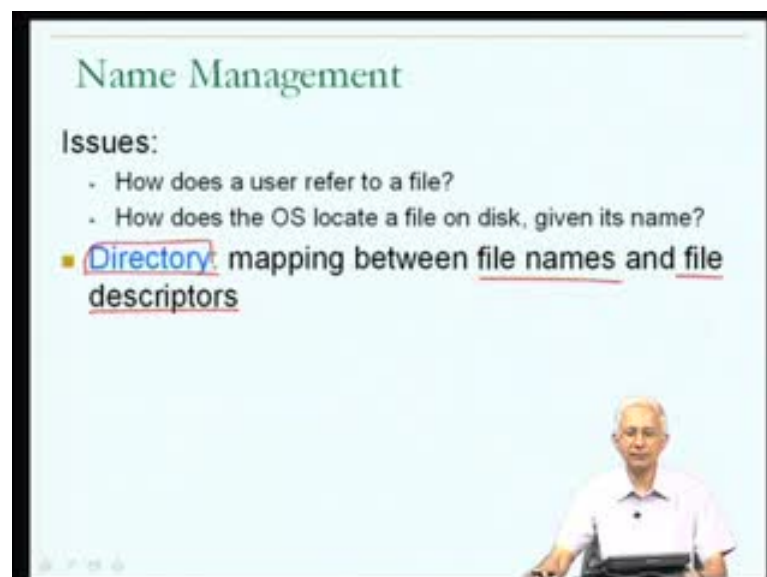 Name Management
Issues:
How does a user refer to a file?
How does the OS locate a file on disk, given its name?
Directory: mapping between file names and file
descriptors